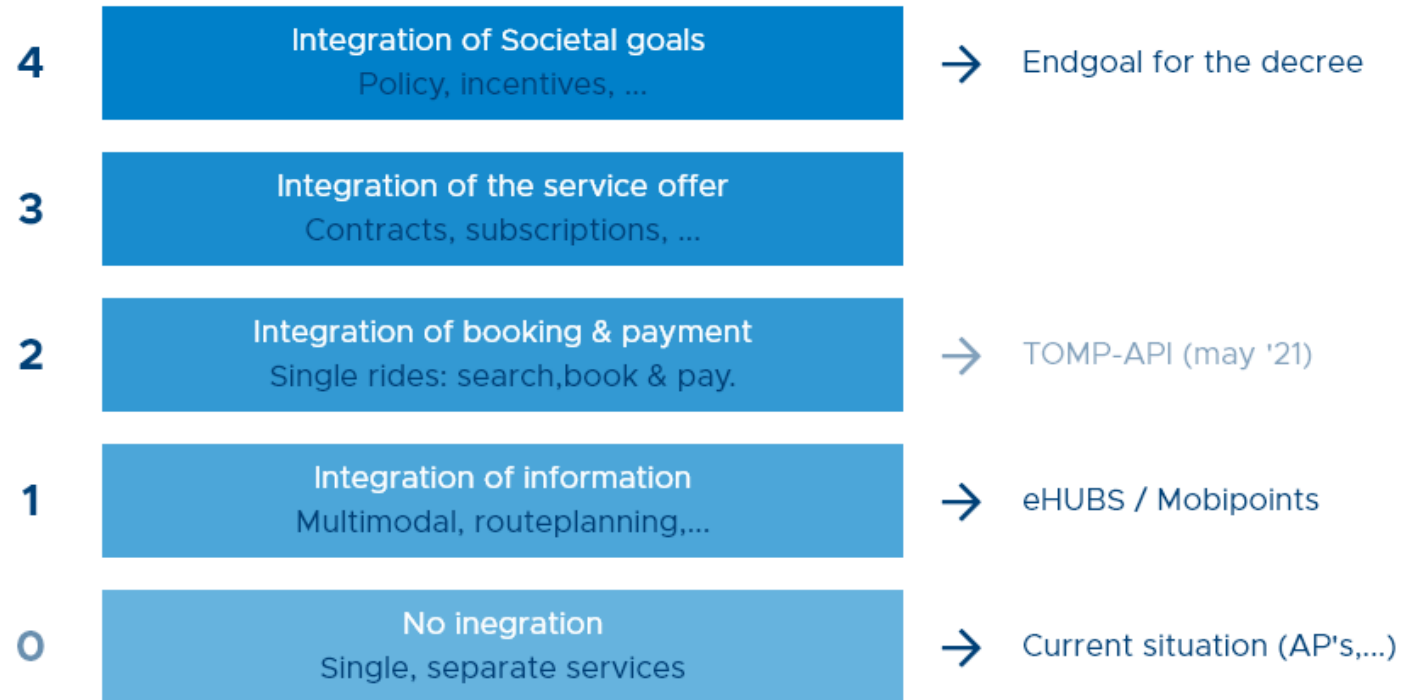 4
Integration of Societal goals
Policy, incentives, ...
→ Endgoal for the decree
3
Integration of the service offer
Contracts, subscriptions, ...
2
Integration of booking & payment
Single rides: search,book & pay.
→ TOMP-API (may '21)
1
Integration of information
Multimodal, routeplanning,...
→ eHUBS / Mobipoints
0
No inegration
Single, separate services
→ Current situation (AP's,...)